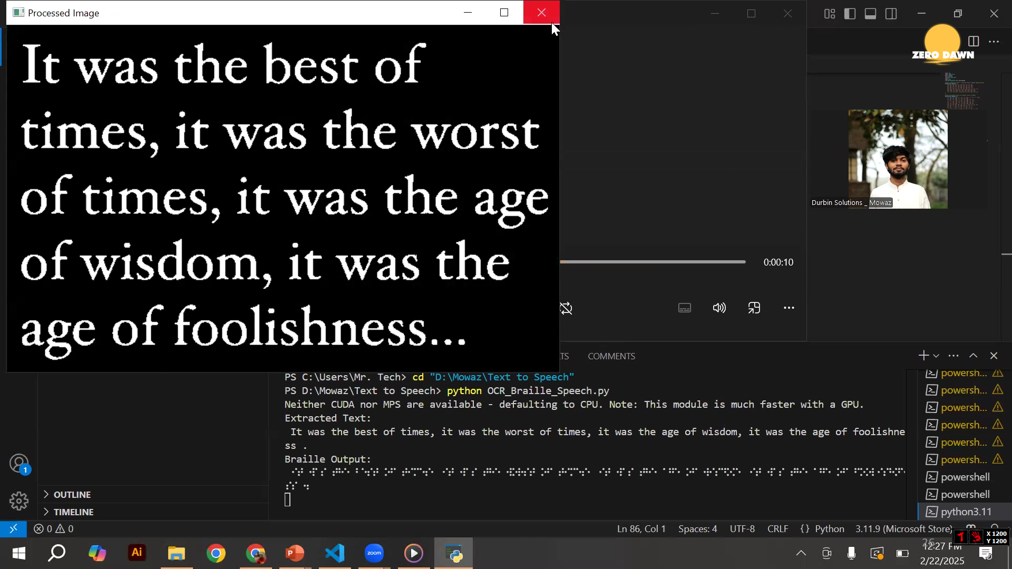 Processed Image
It was the best of
times, it was the worst
of times, it was the age
of wisdom, it was the
age of foolishness...
ZERO DAWN
Durbin Solutions _ Mowaz
0:00:10
COMMENTS
PS C:\Users\Mr. Tech> cd "D:\Mowaz\Text to Speech"
PS D:\Mowaz\Text to Speech> python OCR_Braille_Speech.py
Neither CUDA nor MPS are available - defaulting to CPU. Note: This module is much faster with a GPU.
Extracted Text:
It was the best of times, it was the worst of times, it was the age of wisdom, it was the age of foolishne
ss .
Braille Output:
powersh...
powersh...
powersh...
powersh...
powersh...
powersh...
powershell
powershell
python3.11
OUTLINE
TIMELINE
1
0 0
Ln 86, Col 1
Spaces: 4
UTF-8
CRLF
Python
3.11.9 (Microsoft Store)
X 1200
Y 1200
12:27 PM
2/22/2025
Ai
zoom